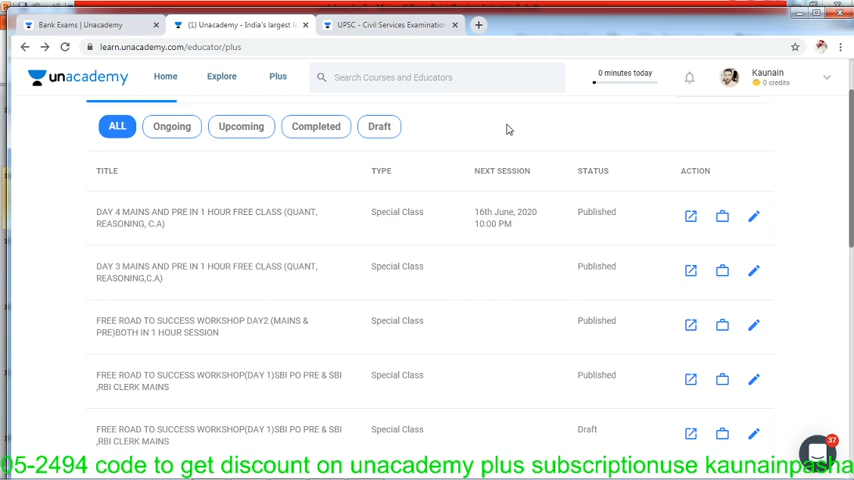 Bank Exams | Unacademy
(1) Unacademy - India's largest l
UPSC - Civil Services Examination
learn.unacademy.com/educator/plus
unacademy
Home
Explore
Plus
Search Courses and Educators
0 minutes today
Kaunain
0 credits
ALL
Ongoing
Upcoming
Completed
Draft
TITLE
TYPE
NEXT SESSION
STATUS
ACTION
DAY 4 MAINS AND PRE IN 1 HOUR FREE CLASS (QUANT,
REASONING, C.A)
Special Class
16th June, 2020
10:00 PM
Published
DAY 3 MAINS AND PRE IN 1 HOUR FREE CLASS (QUANT,
REASONING,C.A)
Special Class
Published
FREE ROAD TO SUCCESS WORKSHOP DAY2 (MAINS &
PRE)BOTH IN 1 HOUR SESSION
Special Class
Published
FREE ROAD TO SUCCESS WORKSHOP(DAY 1)SBI PO PRE & SBI
,RBI CLERK MAINS
Special Class
Published
FREE ROAD TO SUCCESS WORKSHOP(DAY 1)SBI PO PRE & SBI
,RBI CLERK MAINS
Special Class
Draft
37
05-2494 code to get discount on unacademy plus subscriptionuse kaunainpasha